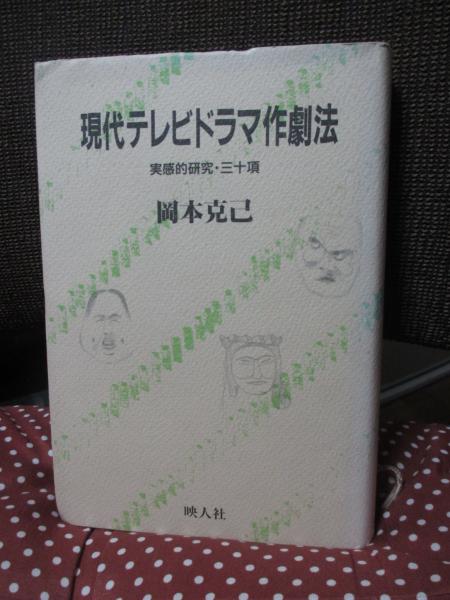 現代テレビドラマ作劇法
実感的研究・三十項
岡本克己
映人社